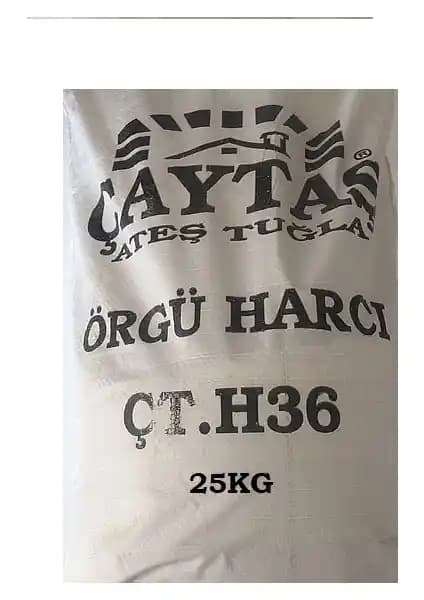 ÇAYTAŞ®
ATEŞ TUĞLA
ÖRGÜ HARCI
ÇT.H36
25KG